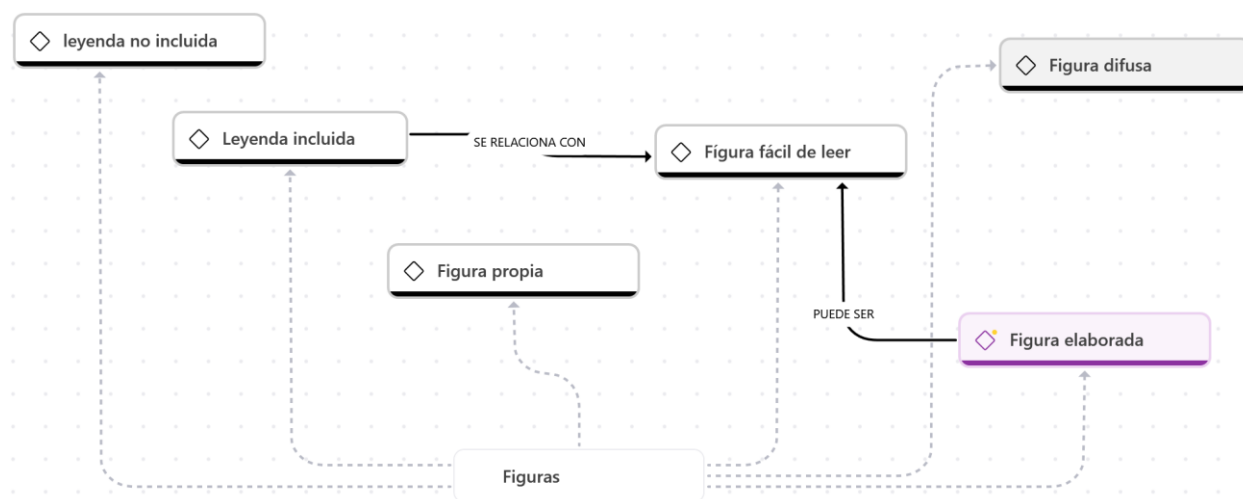 leyenda no incluida
Figura difusa
Leyenda incluida
SE RELACIONA CON
Fígura fácil de leer
Figura propia
PUEDE SER
Figura elaborada
Figuras